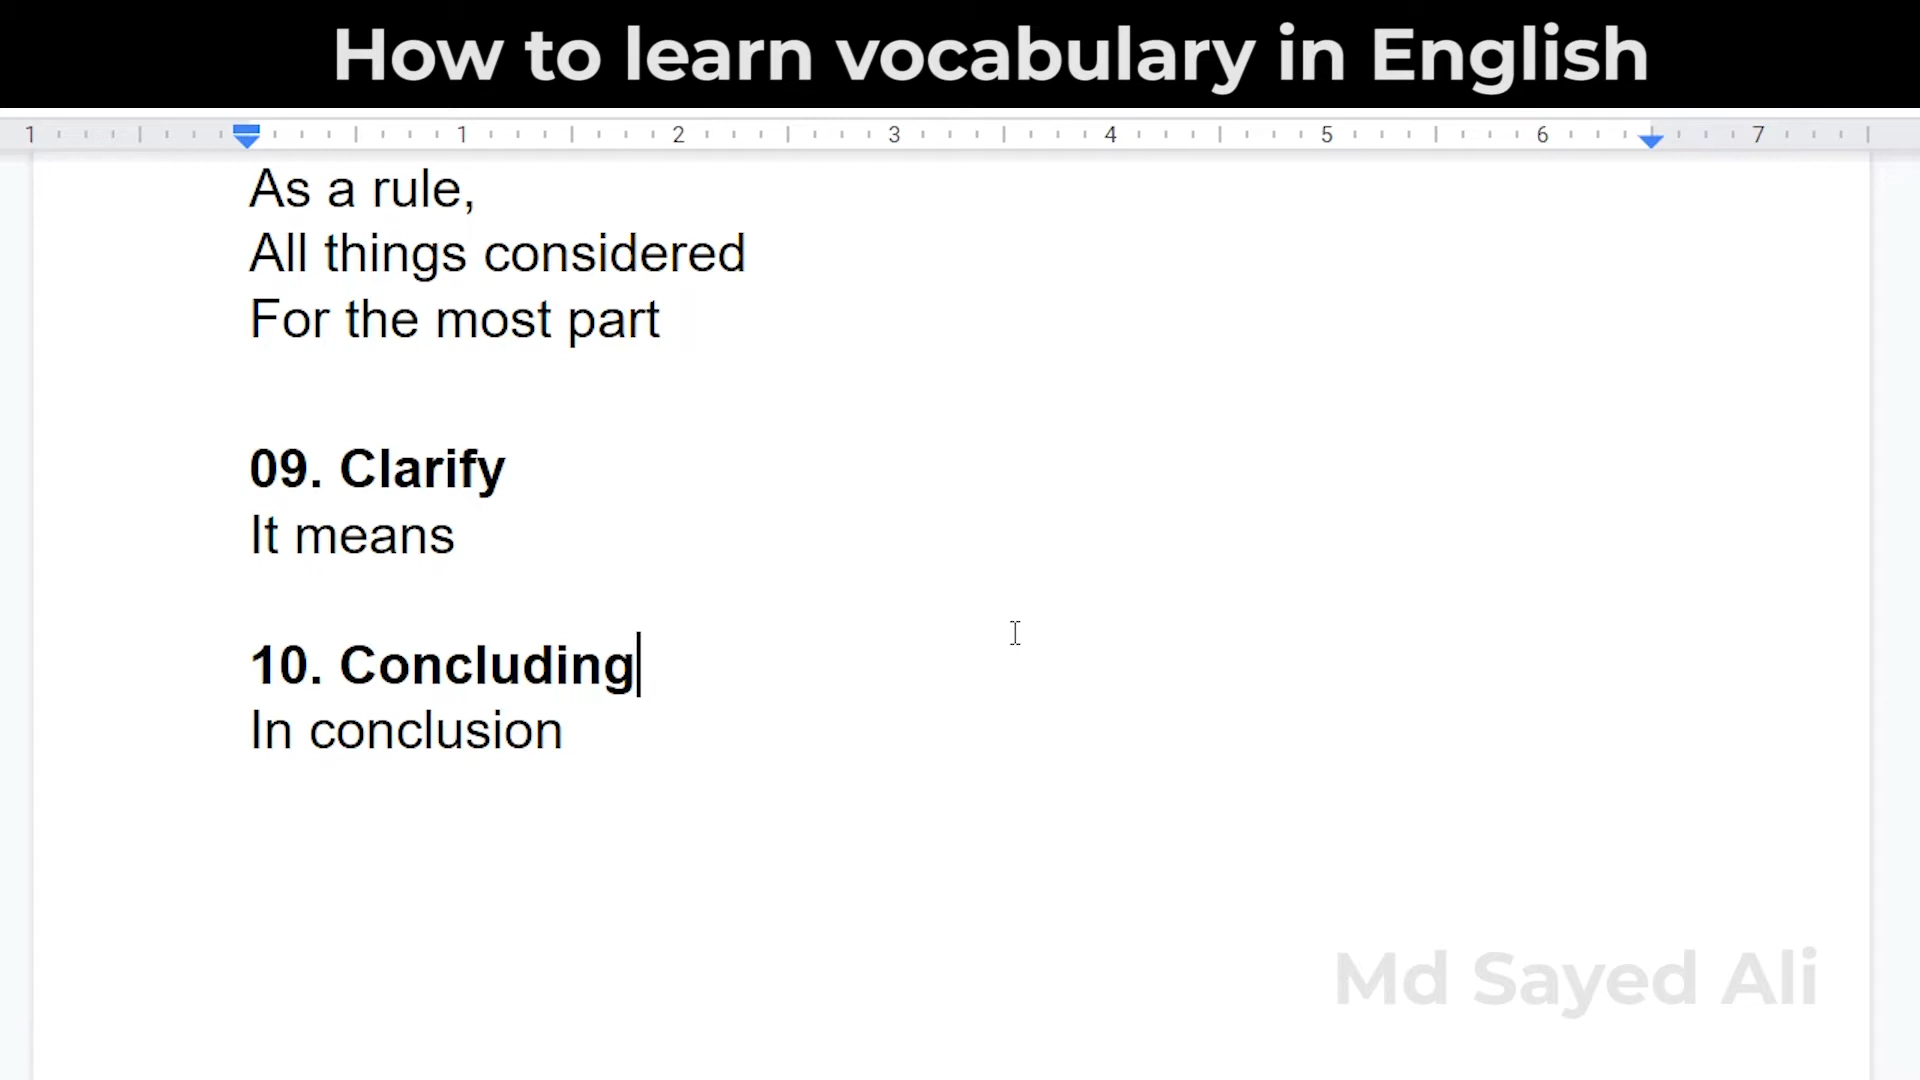 How to learn vocabulary in English
1 1 2 3 4 5 6 7
As a rule,
All things considered
For the most part
09. Clarify
It means
10. Concluding
In conclusion
Md Sayed Ali